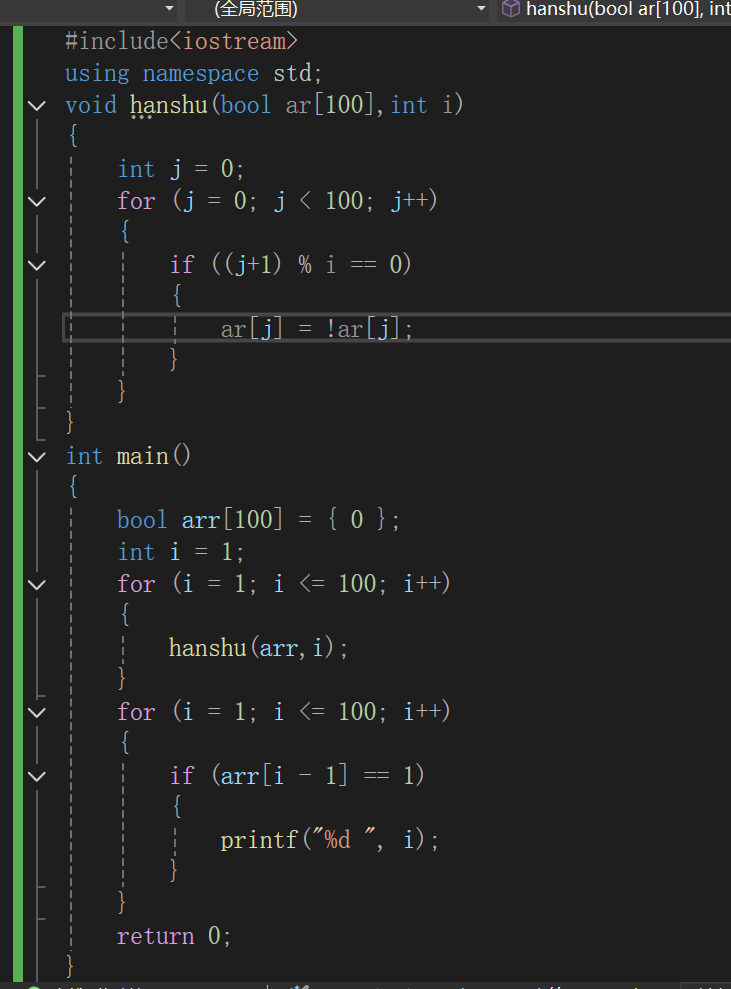 (全局范围) hanshu(bool ar[100], int
#include<iostream>
using namespace std;
void hanshu(bool ar[100],int i)
{
int j = 0;
for (j = 0; j < 100; j++)
{
if ((j+1) % i == 0)
{
ar[j] = !ar[j];
}
}
}
int main()
{
bool arr[100] = { 0 };
int i = 1;
for (i = 1; i <= 100; i++)
{
hanshu(arr,i);
}
for (i = 1; i <= 100; i++)
{
if (arr[i - 1] == 1)
{
printf("%d ", i);
}
}
return 0;
}